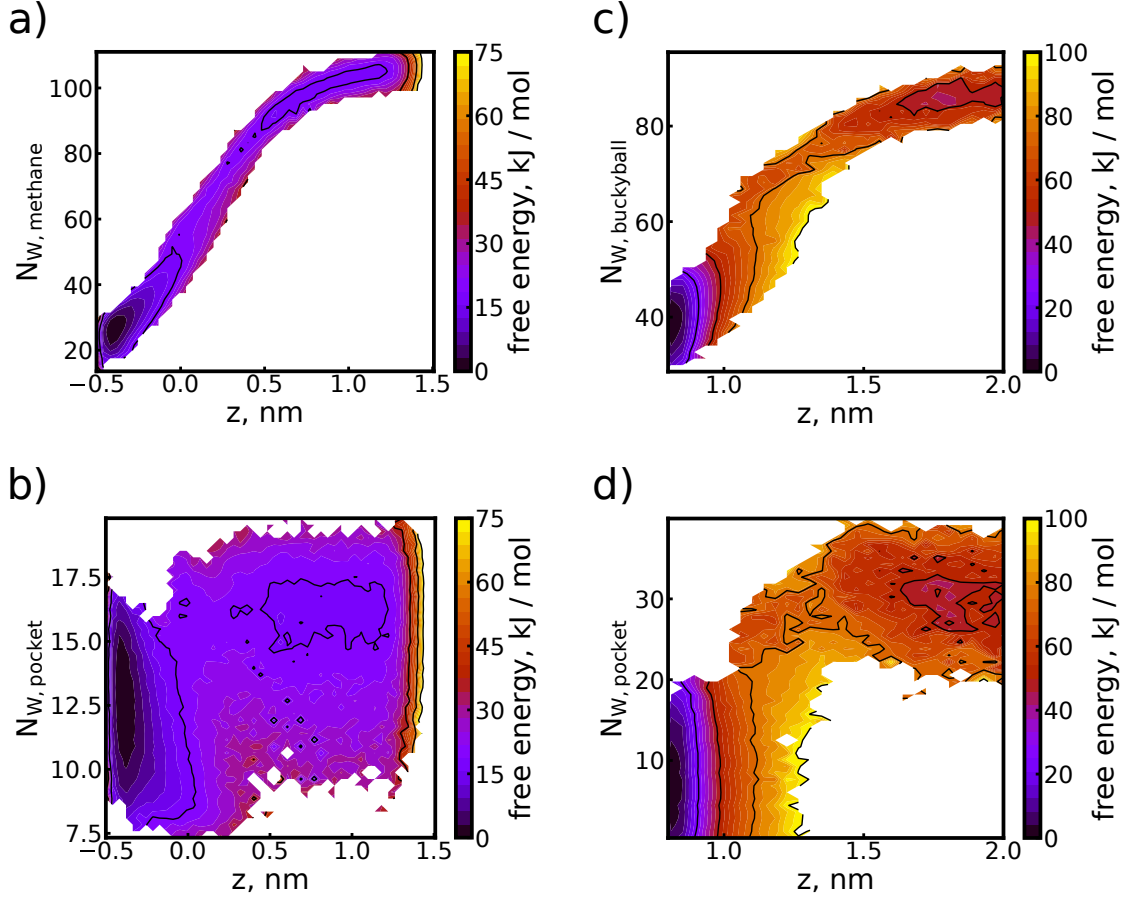 a)
N_W, methane
100
80
60
40
20
−0.5 0.0 0.5 1.0 1.5
z, nm
75
60
45
30
15
0
free energy, kJ / mol
c)
N_W, buckyball
80
60
40
1.0 1.5 2.0
z, nm
100
80
60
40
20
0
free energy, kJ / mol
b)
N_W, pocket
17.5
15.0
12.5
10.0
7.5
−0.5 0.0 0.5 1.0 1.5
z, nm
75
60
45
30
15
0
free energy, kJ / mol
d)
N_W, pocket
30
20
10
1.0 1.5 2.0
z, nm
100
80
60
40
20
0
free energy, kJ / mol